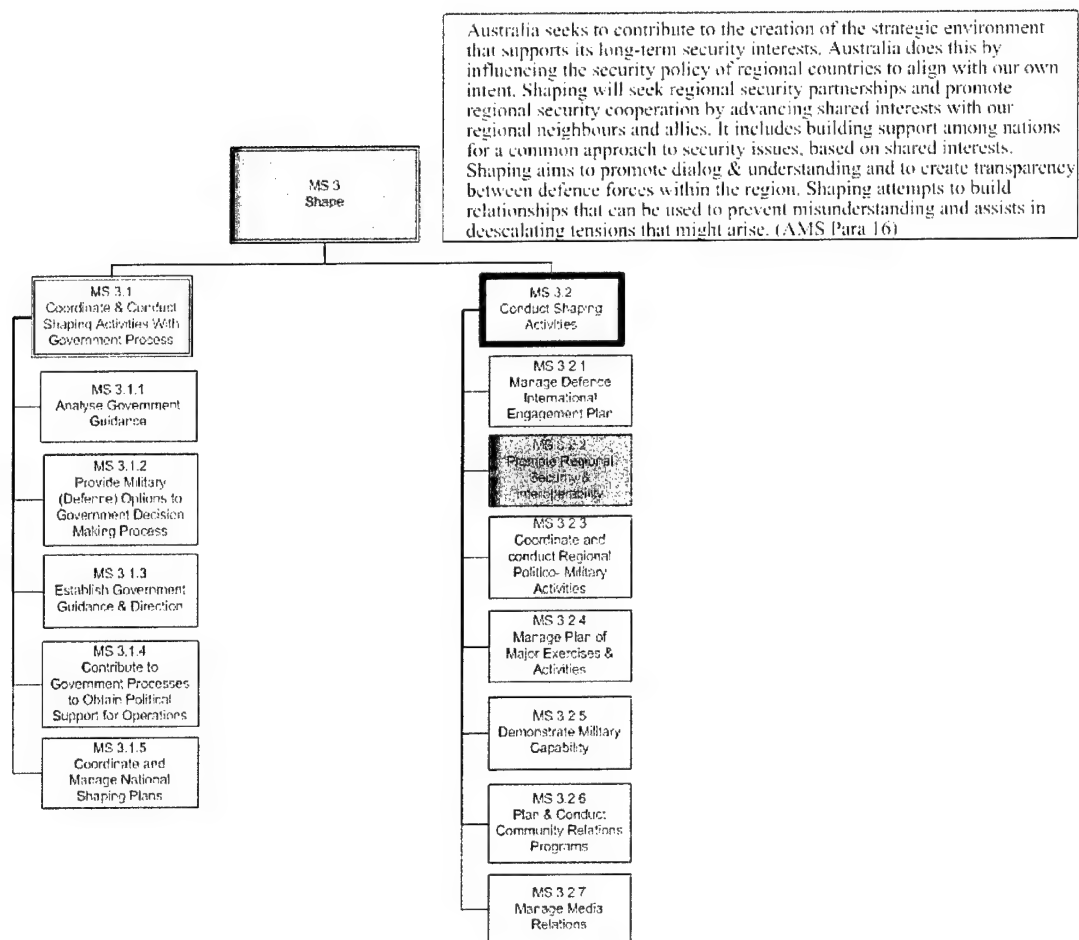 Australia seeks to contribute to the creation of the strategic environment
that supports its long-term security interests. Australia does this by
influencing the security policy of regional countries to align with our own
intent. Shaping will seek regional security partnerships and promote
regional security cooperation by advancing shared interests with our
regional neighbours and allies. It includes building support among nations
for a common approach to security issues, based on shared interests.
Shaping aims to promote dialog & understanding and to create transparency
between defence forces within the region. Shaping attempts to build
relationships that can be used to prevent misunderstanding and assists in
deescalating tensions that might arise. (AMS Para 16)
MS 3
Shape
MS 3.1
Coordinate & Conduct
Shaping Activities With
Government Process
MS 3.1.1
Analyse Government
Guidance
MS 3.1.2
Provide Military
(Defence) Options to
Government Decision
Making Process
MS 3.1.3
Establish Government
Guidance & Direction
MS 3.1.4
Contribute to
Government Processes
to Obtain Political
Support for Operations
MS 3.1.5
Coordinate and
Manage National
Shaping Plans
MS 3.2
Conduct Shaping
Activities
MS 3.2.1
Manage Defence
International
Engagement Plan
MS 3.2.2
Promote Regional
Security &
Interoperability
MS 3.2.3
Coordinate and
conduct Regional
Politico- Military
Activities
MS 3.2.4
Manage Plan of
Major Exercises &
Activities
MS 3.2.5
Demonstrate Military
Capability
MS 3.2.6
Plan & Conduct
Community Relations
Programs
MS 3.2.7
Manage Media
Relations